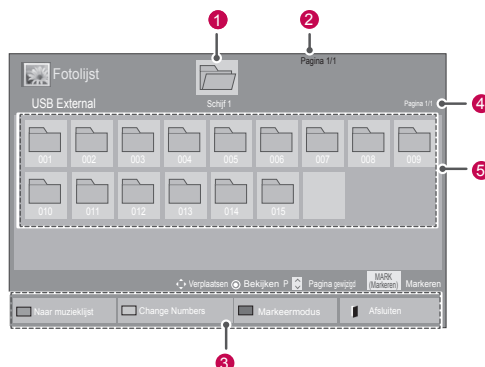 1
2
Pagina 1/1
Fotolijst
USB External
Schijf 1
Pagina 1/1
4
001 002 003 004 005 006 007 008 009
5
010 011 012 013 014 015
Verplaatsen Bekijken P Pagina gewijzgd MARK (Markeren) Markeren
Naar muzieklijst Change Numbers Markeermodus Afsluiten
3